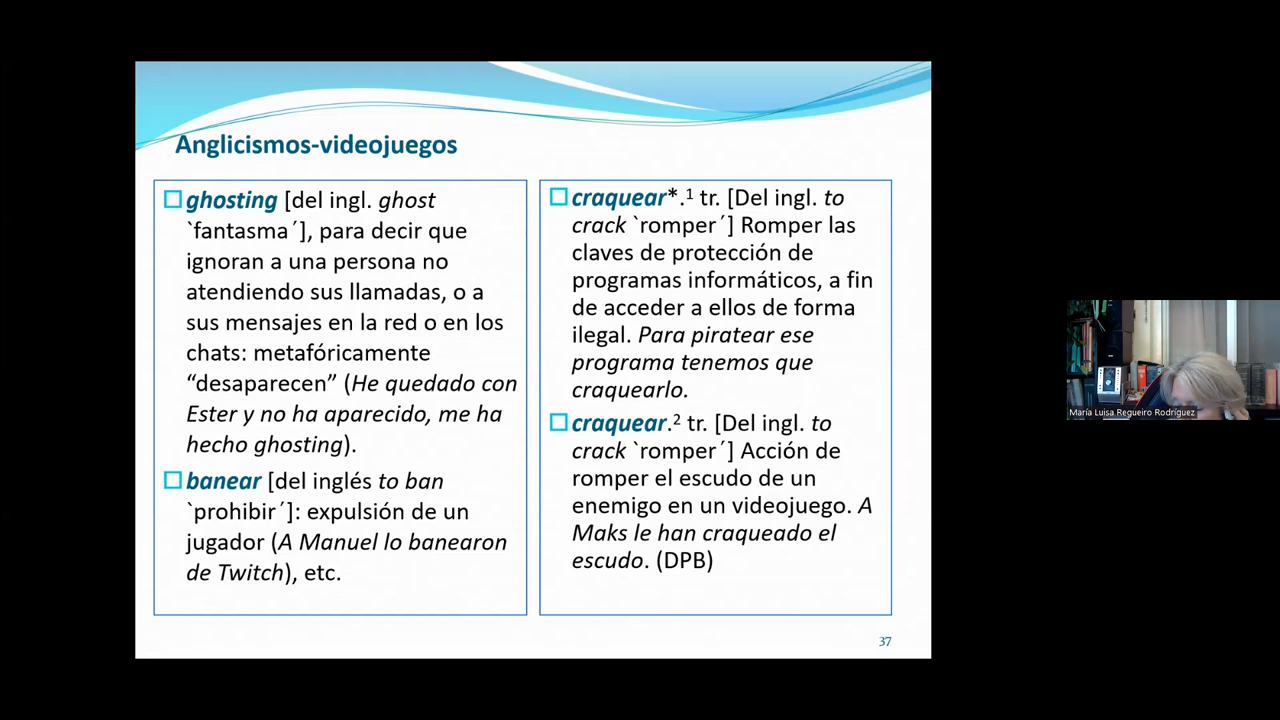 Anglicismos-videojuegos
ghosting [del ingl. ghost
`fantasma´], para decir que
ignoran a una persona no
atendiendo sus llamadas, o a
sus mensajes en la red o en los
chats: metafóricamente
“desaparecen” (He quedado con
Ester y no ha aparecido, me ha
hecho ghosting).
banear [del inglés to ban
`prohibir´]: expulsión de un
jugador (A Manuel lo banearon
de Twitch), etc.
craquear*.¹ tr. [Del ingl. to
crack `romper´] Romper las
claves de protección de
programas informáticos, a fin
de acceder a ellos de forma
ilegal. Para piratear ese
programa tenemos que
craquearlo.
craquear.² tr. [Del ingl. to
crack `romper´] Acción de
romper el escudo de un
enemigo en un videojuego. A
Maks le han craqueado el
escudo. (DPB)
37
María Luisa Regueiro Rodríguez